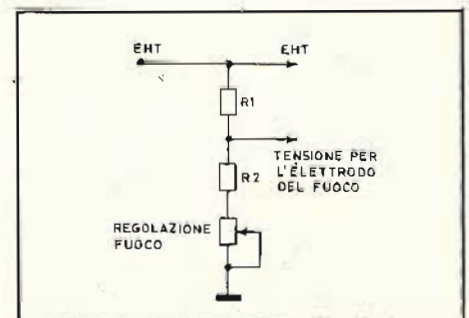 EHT
EHT
R1
TENSIONE PER
L'ELETTRODO
DEL FUOCO
R2
REGOLAZIONE
FUOCO